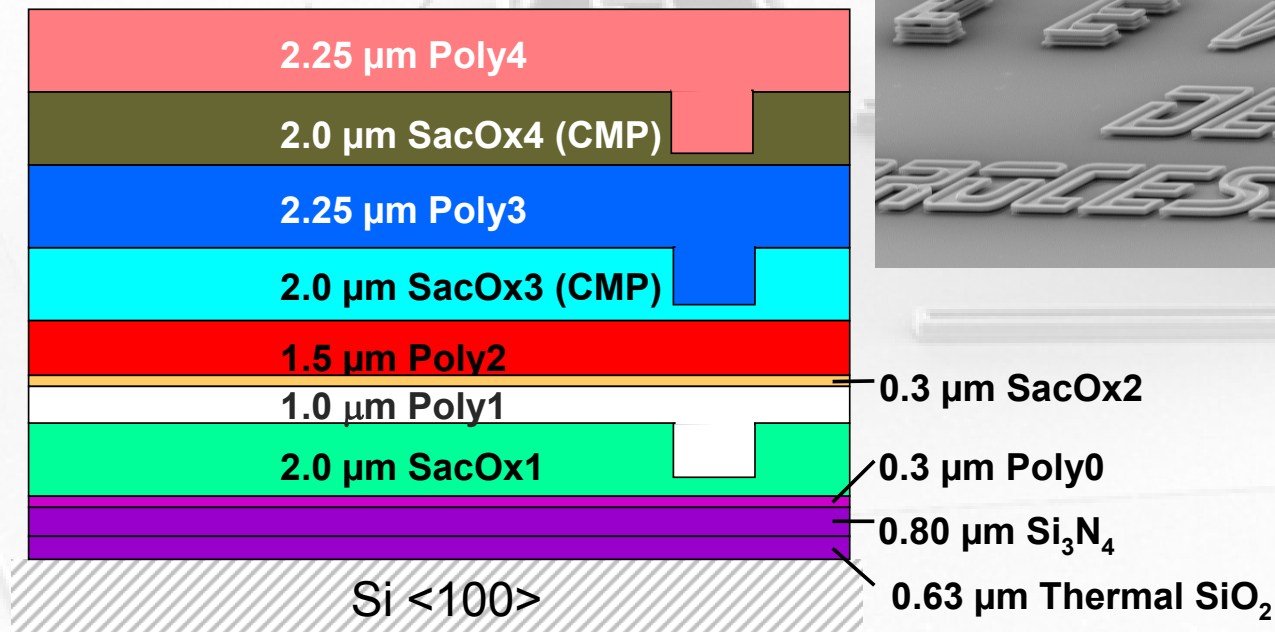 2.25 µm Poly4
2.0 µm SacOx4 (CMP)
2.25 µm Poly3
2.0 µm SacOx3 (CMP)
1.5 µm Poly2
0.3 µm SacOx2
1.0 μm Poly1
2.0 µm SacOx1
0.3 µm Poly0
0.80 µm Si₃N₄
0.63 µm Thermal SiO₂
Si <100>